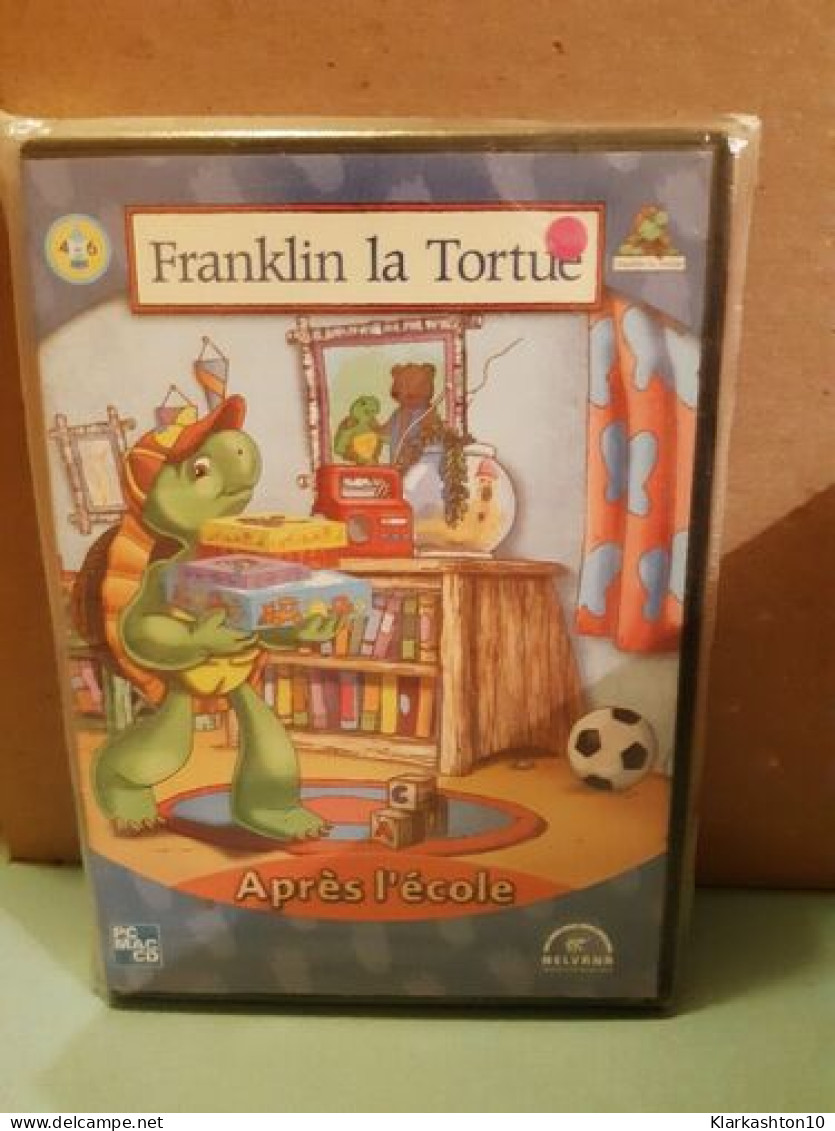 4-6
Franklin la Tortue
C
A
Après l'école
PC
MAC
CD
NELVANA
www.delcampe.net
Klarkashton10